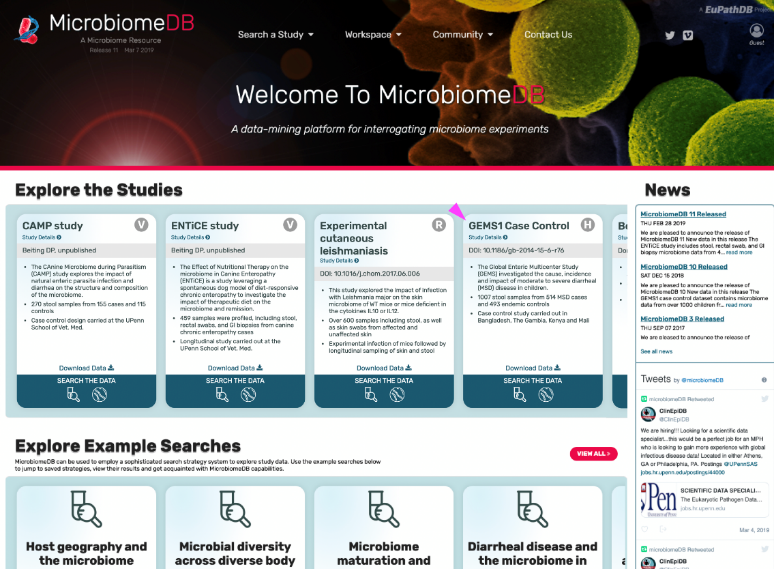 MicrobiomeDB
A Microbiome Resource
Release 11 Mar 7 2019
Search a Study
Workspace
Community
Contact Us
A EuPathDB Project
Guest
Welcome To MicrobiomeDB
A data-mining platform for interrogating microbiome experiments
Explore the Studies
CAMP study
V
Study Details
Beiting DP, unpublished
The CAnine Microbiome during Parasitism
(CAMP) study explores the impact of
natural enteric parasite infection and
diarrhea on the structure and composition
of the microbiome.
270 stool samples from 155 cases and 115
controls
Case control design carried at the UPenn
School of Vet. Med.
Download Data
SEARCH THE DATA
ENTiCE study
V
Study Details
Beiting DP, unpublished
The Effect of Nutritional Therapy on the
microbiome in Canine Enteropathy
(ENTiCE) is a study leveraging a
spontaneous dog model of diet-responsive
chronic enteropathy to investigate the
impact of therapeutic diet on the
microbiome and remission.
459 samples were profiled, including stool,
rectal swabs, and GI biopsies from canine
chronic enteropathy cases
Longitudinal study carried out at the
UPenn School of Vet. Med.
Download Data
SEARCH THE DATA
Experimental
cutaneous
leishmaniasis
R
Study Details
DOI: 10.1016/j.chom.2017.06.006
This study explored the impact of infection
with Leishmania major on the skin
microbiome of WT mice or mice deficient in
the cytokines IL10 or IL12.
Over 600 samples including stool, as well
as skin swabs from affected and
unaffected skin
Experimental infection of mice followed by
longitudinal sampling of skin and stool
Download Data
SEARCH THE DATA
GEMS1 Case Control
H
Study Details
DOI: 10.1186/gb-2014-15-6-r76
The Global Enteric Multicenter Study
(GEMS) investigated the cause, incidence
and impact of moderate to severe diarrheal
(MSD) disease in children.
1007 stool samples from 514 MSD cases
and 493 endemic controls
Case control study carried out in
Bangladesh, The Gambia, Kenya and Mali
Download Data
SEARCH THE DATA
News
MicrobiomeDB 11 Released
THU FEB 28 2019
We are pleased to announce the release of
MicrobiomeDB 11 New data in this release The
ENTiCE study includes stool, rectal swab, and GI
biopsy microbiome data from 4... read more
MicrobiomeDB 10 Released
SAT DEC 15 2018
We are pleased to announce the release of
MicrobiomeDB 10 New data in this release The
GEMS1 case control dataset contains microbiome
data from over 1000 children fr... read more
MicrobiomeDB 3 Released
THU SEP 07 2017
We are pleased to announce the release of
See all news
Tweets by @microbiomeDB
microbiomeDB Retweeted
ClinEpiDB
@ClinEpiDB
We are hiring!!! Looking for a scientific data
specialist...this would be a perfect job for an MPH
who is looking to gain more experience with global
infectious disease data! Located in either Athens,
GA or Philadelphia, PA. Postings @UPennSAS
jobs.hr.upenn.edu/postings/44000
Penn
SCIENTIFIC DATA SPECIALI...
The Eukaryotic Pathogen Data...
jobs.hr.upenn.edu
Mar 4, 2019
microbiomeDB Retweeted
ClinEpiDB
Explore Example Searches
MicrobiomeDB can be used to employ a sophisticated search strategy system to explore study data. Use the example searches below
to jump to saved strategies, view their results and get acquainted with MicrobiomeDB capabilities.
VIEW ALL >
Host geography and
the microbiome
Microbial diversity
across diverse body
Microbiome
maturation and
Diarrheal disease and
the microbiome in